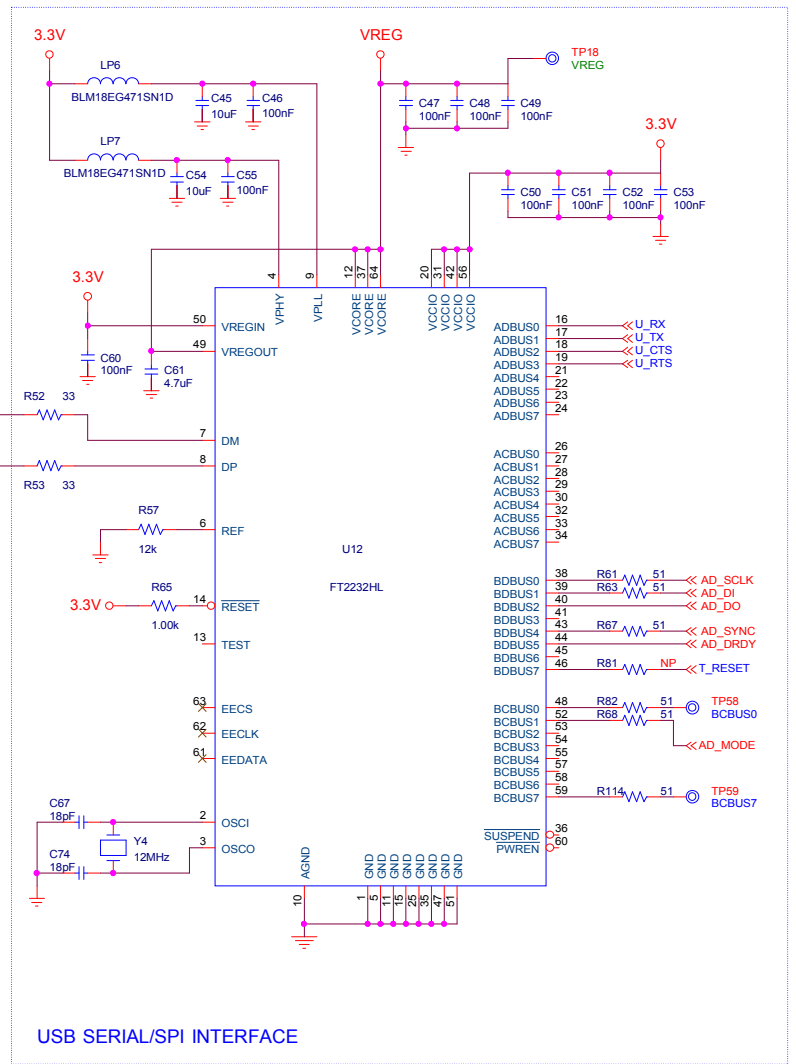 3.3V
VREG
LP6
BLM18EG471SN1D
C45
10uF
C46
100nF
TP18
VREG
C47
100nF
C48
100nF
C49
100nF
LP7
BLM18EG471SN1D
C54
10uF
C55
100nF
3.3V
C50
100nF
C51
100nF
C52
100nF
C53
100nF
4
9
12
37
64
20
31
42
56
VPHY
VPLL
VCORE
VCORE
VCORE
VCCIO
VCCIO
VCCIO
VCCIO
3.3V
50
VREGIN
49
VREGOUT
C60
100nF
C61
4.7uF
R52 33
7
DM
8
DP
R53 33
R57
12k
6
REF
U12
FT2232HL
R65
3.3V
1.00k
14
RESET
13
TEST
63
EECS
62
EECLK
61
EEDATA
C67
18pF
2
OSCI
Y4
12MHz
3
OSCO
C74
18pF
ADBUS0 16 U_RX
ADBUS1 17 U_TX
ADBUS2 18 U_CTS
ADBUS3 19 U_RTS
ADBUS4 21
ADBUS5 22
ADBUS6 23
ADBUS7 24
ACBUS0 26
ACBUS1 27
ACBUS2 28
ACBUS3 29
ACBUS4 30
ACBUS5 32
ACBUS6 33
ACBUS7 34
BDBUS0 38 R61 51 AD_SCLK
BDBUS1 39 R63 51 AD_DI
BDBUS2 40 AD_DO
BDBUS3 41
BDBUS4 43 R67 51 AD_SYNC
BDBUS5 44 AD_DRDY
BDBUS6 45
BDBUS7 46 R81 NP T_RESET
BCBUS0 48 R82 51 TP58
BCBUS0
BCBUS1 52 R68 51
BCBUS2 53
BCBUS3 54
AD_MODE
BCBUS4 55
BCBUS5 57
BCBUS6 58
BCBUS7 59 R114 51 TP59
BCBUS7
SUSPEND 36
PWREN 60
AGND
GND
GND
GND
GND
GND
GND
GND
GND
10
1
5
11
15
25
35
47
51
USB SERIAL/SPI INTERFACE